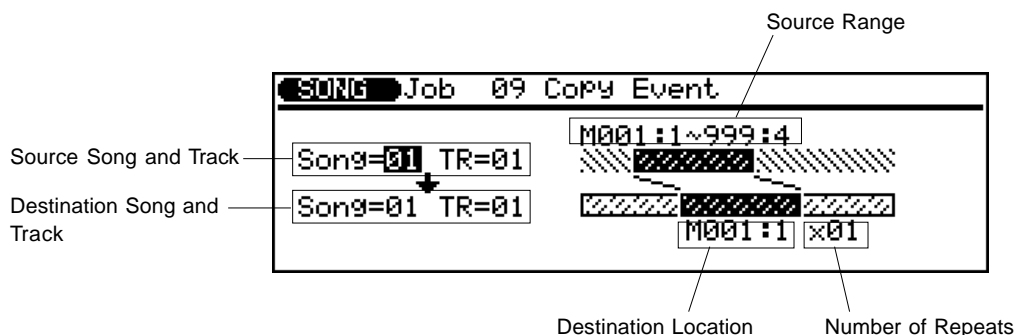 Source Range
SONG Job 09 Copy Event
M001:1~999:4
Source Song and Track
Song=01 TR=01
Destination Song and
Track
Song=01 TR=01
M001:1 ×01
Destination Location
Number of Repeats